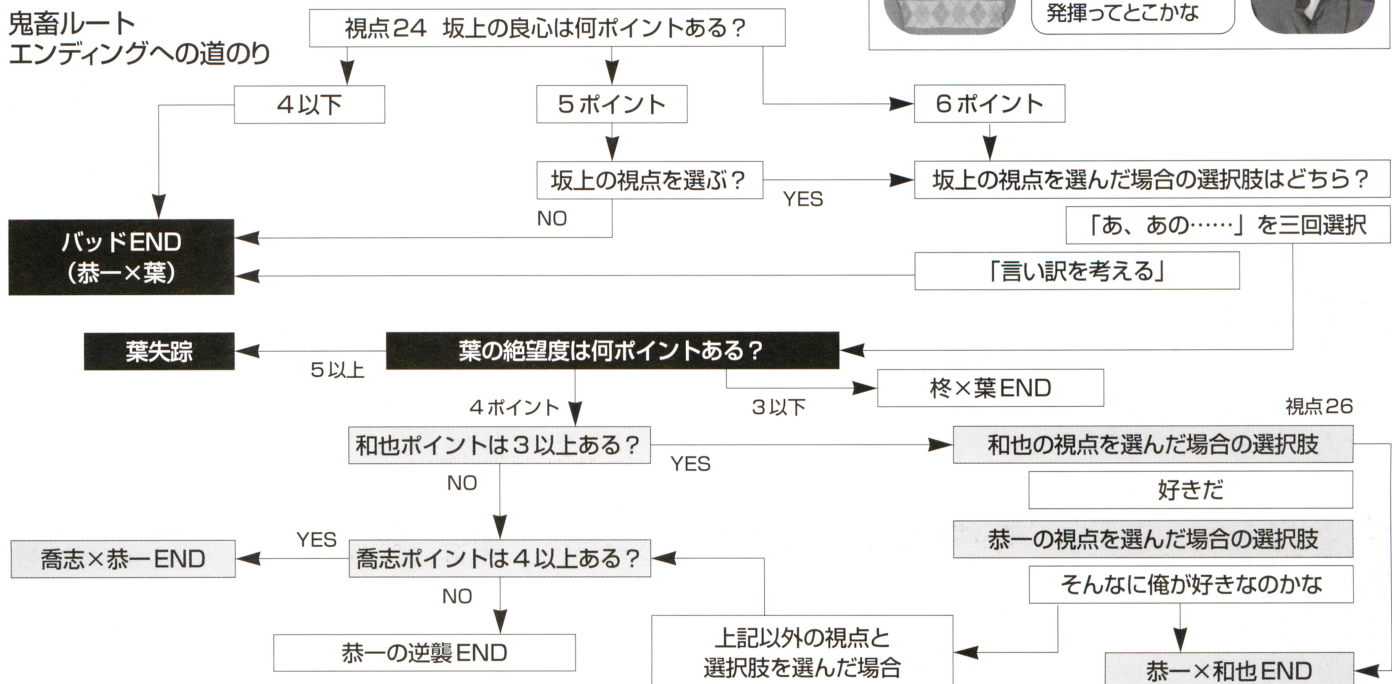 鬼畜ルート
エンディングへの道のり
発揮ってとこかな
視点24 坂上の良心は何ポイントある？
4以下
5ポイント
6ポイント
坂上の視点を選ぶ？
YES
NO
坂上の視点を選んだ場合の選択肢はどちら？
「あ、あの……」を三回選択
「言い訳を考える」
バッドEND
（恭一×葉）
葉失踪
5以上
葉の絶望度は何ポイントある？
4ポイント
3以下
柊×葉END
視点26
和也ポイントは3以上ある？
YES
NO
和也の視点を選んだ場合の選択肢
好きだ
恭一の視点を選んだ場合の選択肢
そんなに俺が好きなのかな
喬志×恭一END
YES
喬志ポイントは4以上ある？
NO
恭一の逆襲END
上記以外の視点と
選択肢を選んだ場合
恭一×和也END